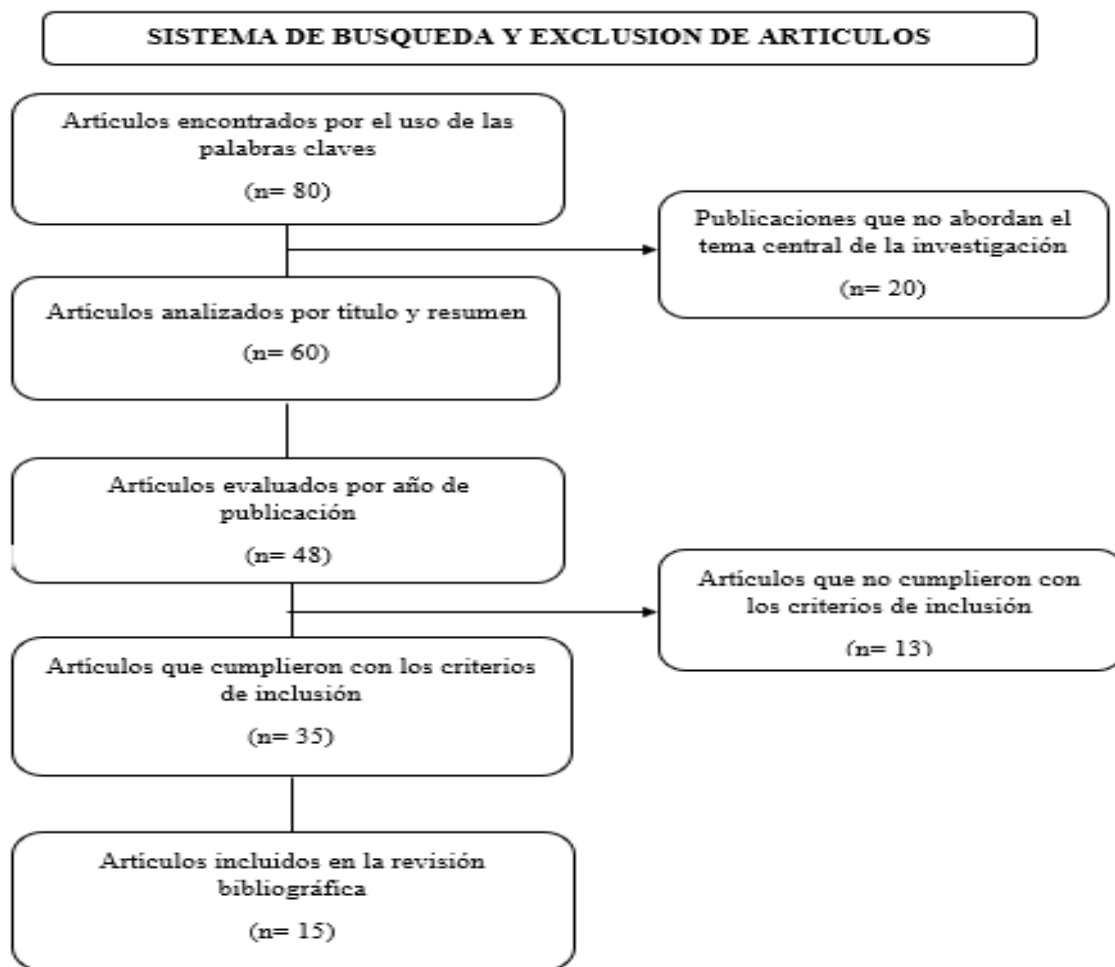 SISTEMA DE BUSQUEDA Y EXCLUSION DE ARTICULOS
Artículos encontrados por el uso de las
palabras claves
(n= 80)
Publicaciones que no abordan el
tema central de la investigación
(n= 20)
Artículos analizados por título y resumen
(n= 60)
Artículos evaluados por año de
publicación
(n= 48)
Artículos que no cumplieron con
los criterios de inclusión
(n= 13)
Artículos que cumplieron con los criterios
de inclusión
(n= 35)
Artículos incluidos en la revisión
bibliográfica
(n= 15)